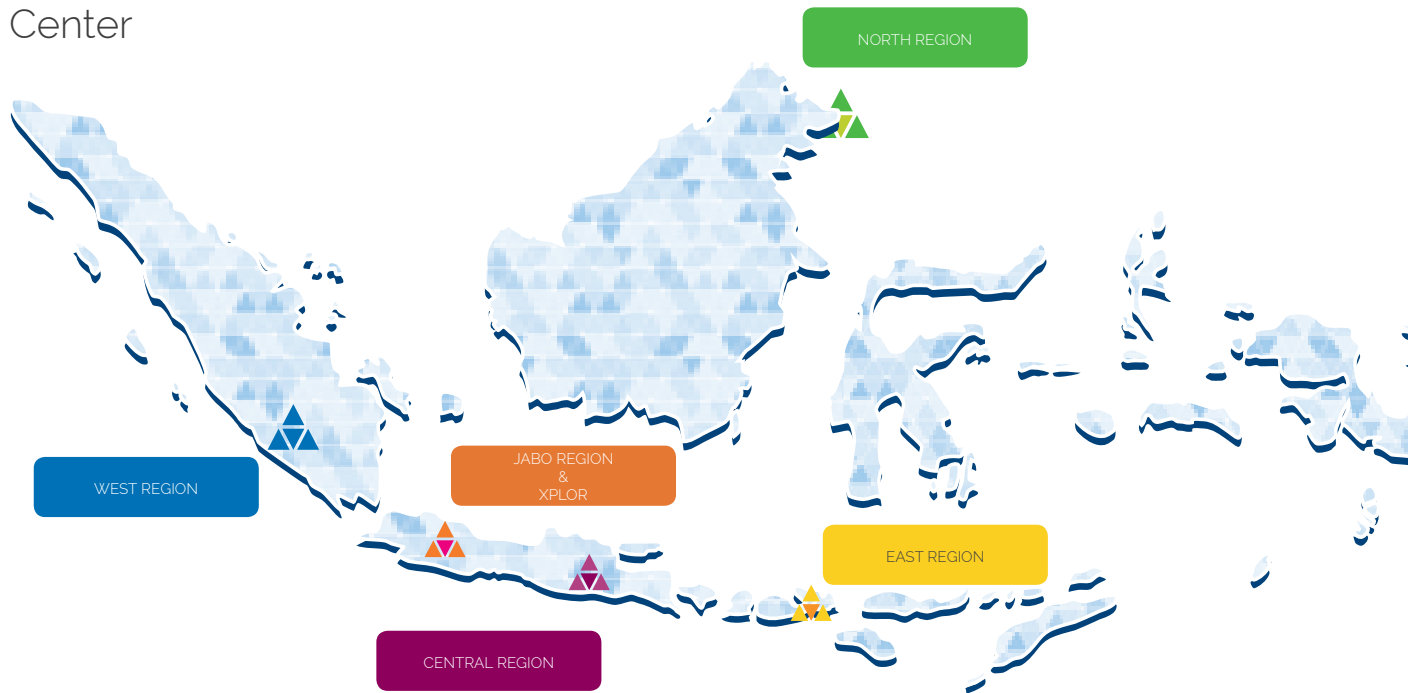 Center
NORTH REGION
JABO REGION
&
XPLOR
WEST REGION
EAST REGION
CENTRAL REGION